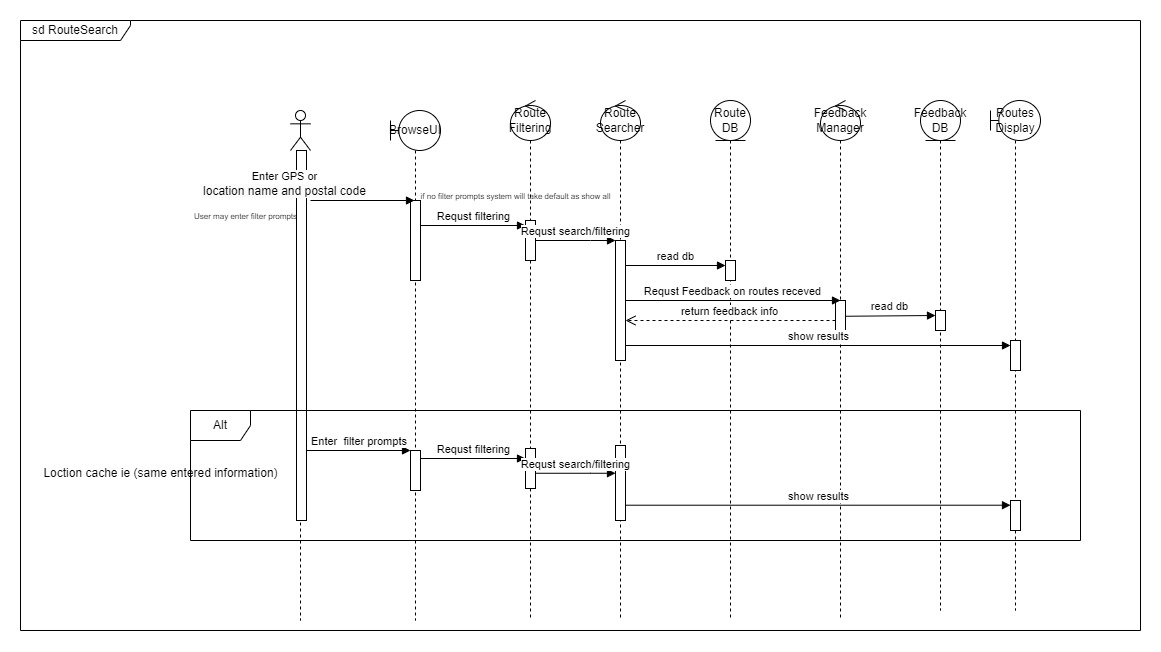 sd RouteSearch
BrowseUI
Route
Filtering
Route
Searcher
Route
DB
Feedback
Manager
Feedback
DB
Routes
Display
Enter GPS or
location name and postal code
if no filter prompts system will take default as show all
User may enter filter prompts
Requst filtering
Requst search/filtering
read db
Requst Feedback on routes receved
return feedback info
read db
show results
Alt
Enter filter prompts
Requst filtering
Requst search/filtering
Loction cache ie (same entered information)
show results